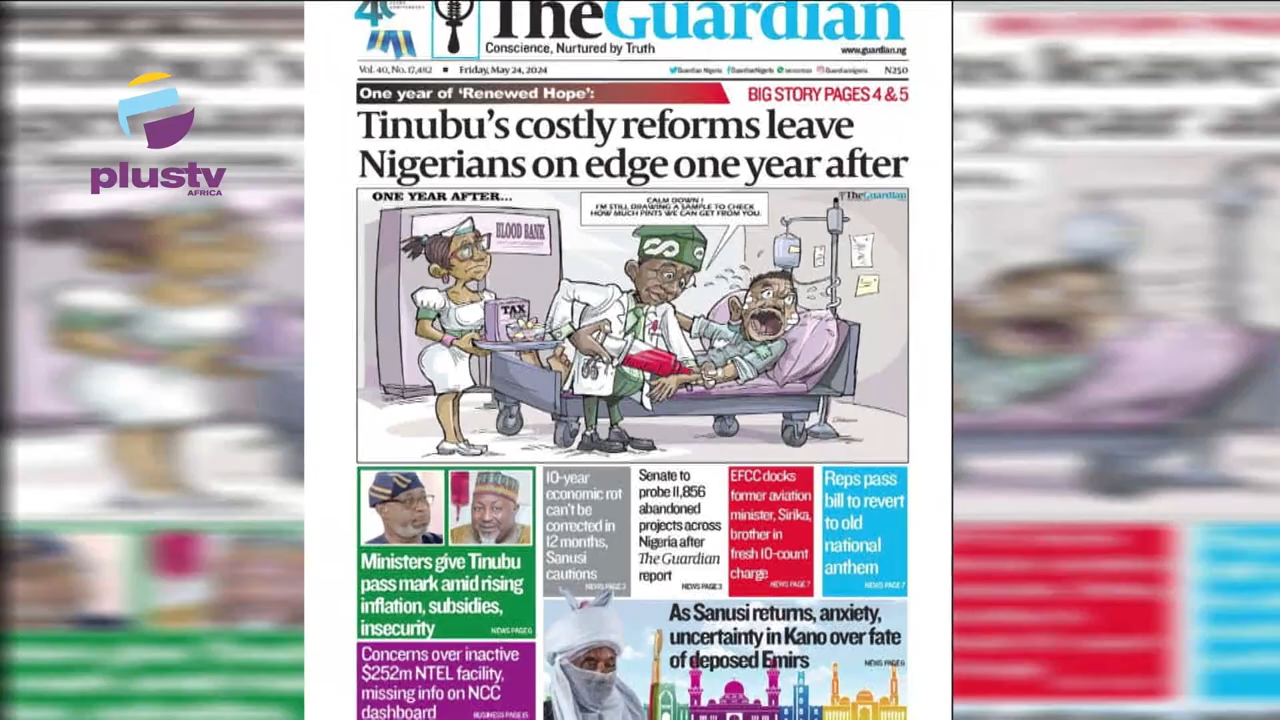 plustv
AFRICA
40
TheGuardian
Conscience, Nurtured by Truth
www.guardian.ng
Vol. 40, No. 17,482 ■ Friday, May 24, 2024
N250
One year of 'Renewed Hope':
BIG STORY PAGES 4 & 5
Tinubu's costly reforms leave
Nigerians on edge one year after
ONE YEAR AFTER...
CALM DOWN!
I'M STILL DRAWING A SAMPLE TO CHECK
HOW MUCH PINTS WE CAN GET FROM YOU.
TheGuardian
BLOOD BANK
TAX
Ministers give Tinubu
pass mark amid rising
inflation, subsidies,
insecurity
NEWS PAGE 6
Concerns over inactive
$252m NTEL facility,
missing info on NCC
dashboard
BUSINESS PAGE 15
10-year
economic rot
can't be
corrected in
12 months,
Sanusi
cautions
NEWS PAGE 3
Senate to
probe 11,856
abandoned
projects across
Nigeria after
The Guardian
report
NEWS PAGE 3
EFCC docks
former aviation
minister, Sirika,
brother in
fresh 10-count
charge
NEWS PAGE 7
Reps pass
bill to revert
to old
national
anthem
NEWS PAGE 7
As Sanusi returns, anxiety,
uncertainty in Kano over fate
of deposed Emirs
NEWS PAGE 6